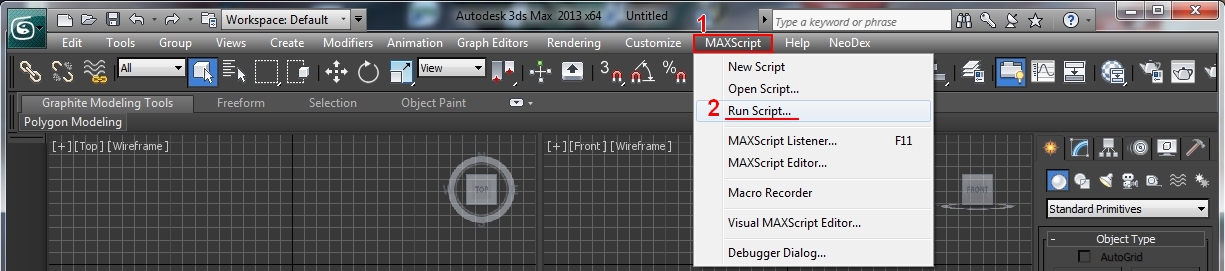 Workspace: Default
Autodesk 3ds Max 2013 x64 Untitled
Type a keyword or phrase
1
Edit Tools Group Views Create Modifiers Animation Graph Editors Rendering Customize MAXScript Help NeoDex
All
View
3
New Script
Open Script...
2 Run Script...
MAXScript Listener... F11
MAXScript Editor...
Macro Recorder
Visual MAXScript Editor...
Debugger Dialog...
Graphite Modeling Tools Freeform Selection Object Paint
Polygon Modeling
[+] [Top] [Wireframe]
TOP
[+] [Front] [Wireframe]
FRONT
Standard Primitives
- Object Type
AutoGrid